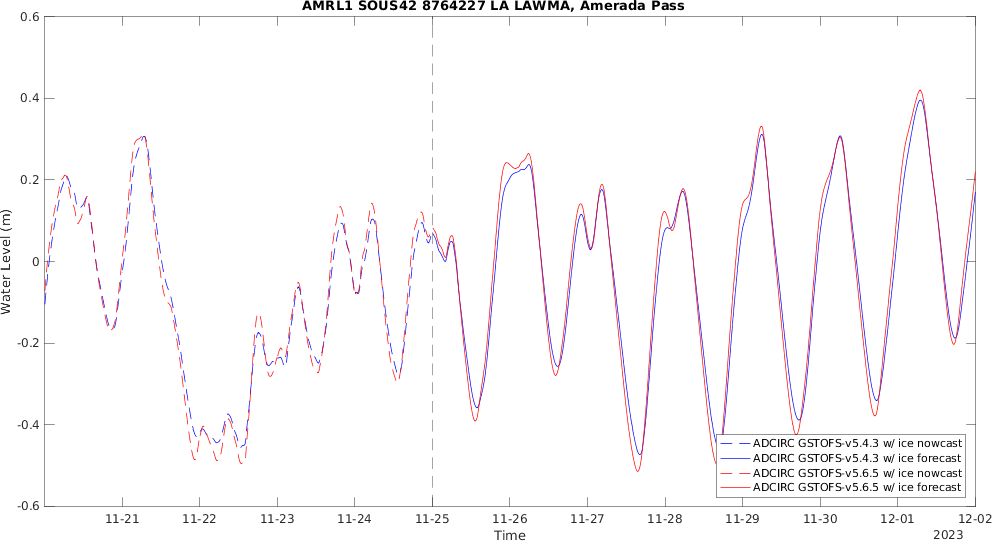 AMRL1 SOUS42 8764227 LA LAWMA, Amerada Pass
0.6
0.4
0.2
0
-0.2
-0.4
-0.6
Water Level (m)
ADCIRC GSTOFS-v5.4.3 w/ ice nowcast
ADCIRC GSTOFS-v5.4.3 w/ ice forecast
ADCIRC GSTOFS-v5.6.5 w/ ice nowcast
ADCIRC GSTOFS-v5.6.5 w/ ice forecast
11-21 11-22 11-23 11-24 11-25 11-26 11-27 11-28 11-29 11-30 12-01 12-02
Time
2023